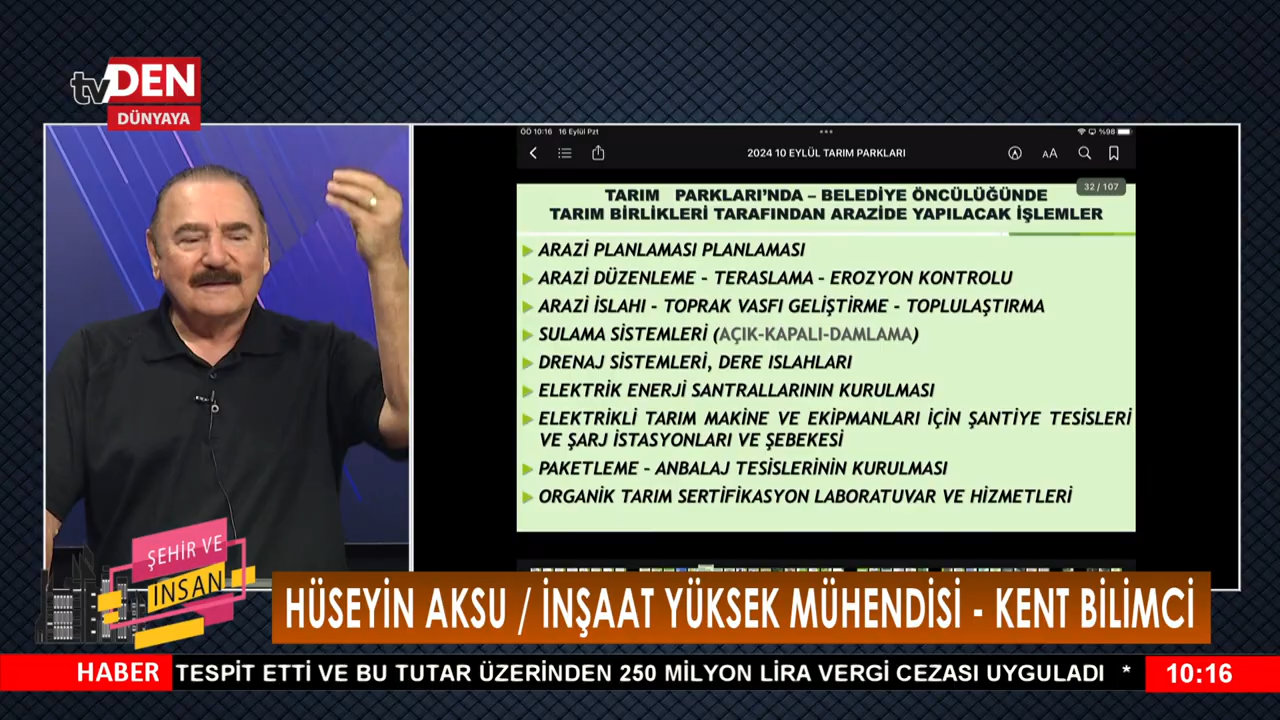 tvDEN
DÜNYAYA
ÖÖ 10:16 16 Eylül Pzt
%98
2024 10 EYLÜL TARIM PARKLARI
AA
32 / 107
TARIM PARKLARI'NDA – BELEDİYE ÖNCÜLÜĞÜNDE
TARIM BİRLİKLERİ TARAFINDAN ARAZİDE YAPILACAK İŞLEMLER
ARAZİ PLANLAMASI PLANLAMASI
ARAZİ DÜZENLEME – TERASLAMA – EROZYON KONTROLU
ARAZİ İSLAHI - TOPRAK VASFI GELİŞTİRME - TOPLULAŞTIRMA
SULAMA SİSTEMLERİ (AÇIK-KAPALI-DAMLAMA)
DRENAJ SİSTEMLERİ, DERE ISLAHLARI
ELEKTRİK ENERJİ SANTRALLARININ KURULMASI
ELEKTRİKLİ TARIM MAKİNE VE EKİPMANLARI İÇİN ŞANTİYE TESİSLERİ
VE ŞARJ İSTASYONLARI VE ŞEBEKESİ
PAKETLEME – ANBALAJ TESİSLERİNİN KURULMASI
ORGANİK TARIM SERTİFİKASYON LABORATUVAR VE HİZMETLERİ
ŞEHİR VE
İNSAN
HÜSEYİN AKSU / İNŞAAT YÜKSEK MÜHENDİSİ - KENT BİLİMCİ
HABER TESPİT ETTİ VE BU TUTAR ÜZERİNDEN 250 MİLYON LİRA VERGİ CEZASI UYGULADI * 10:16